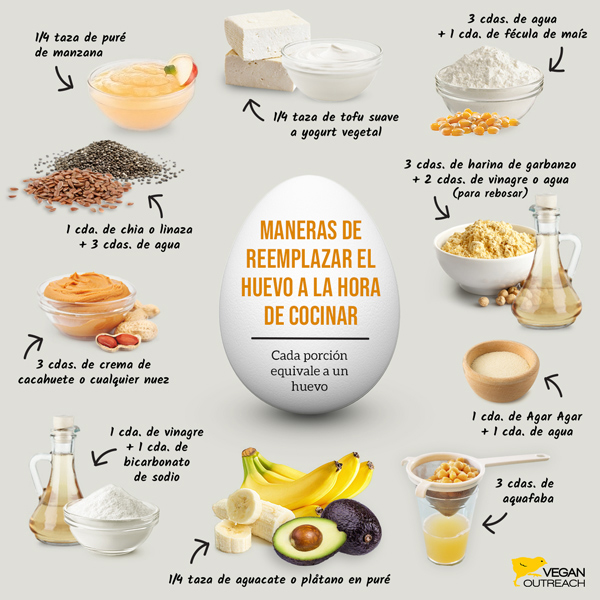 1/4 taza de puré
de manzana
1/4 taza de tofu suave
a yogurt vegetal
3 cdas. de agua
+ 1 cda. de fécula de maíz
1 cda. de chia o linaza
+ 3 cdas. de agua
3 cdas. de harina de garbanzo
+ 2 cdas. de vinagre o agua
(para rebosar)
MANERAS DE
REEMPLAZAR EL
HUEVO A LA HORA
DE COCINAR
Cada porción
equivale a un
huevo
3 cdas. de crema de
cacahuete o cualquier nuez
1 cda. de Agar Agar
+ 1 cda. de agua
1 cda. de vinagre
+ 1 cda. de
bicarbonato
de sodio
3 cdas. de
aquafaba
1/4 taza de aguacate o plátano en puré
VEGAN
OUTREACH